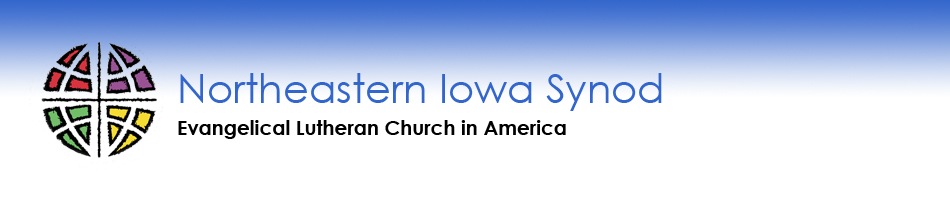 Northeastern Iowa Synod
Evangelical Lutheran Church in America